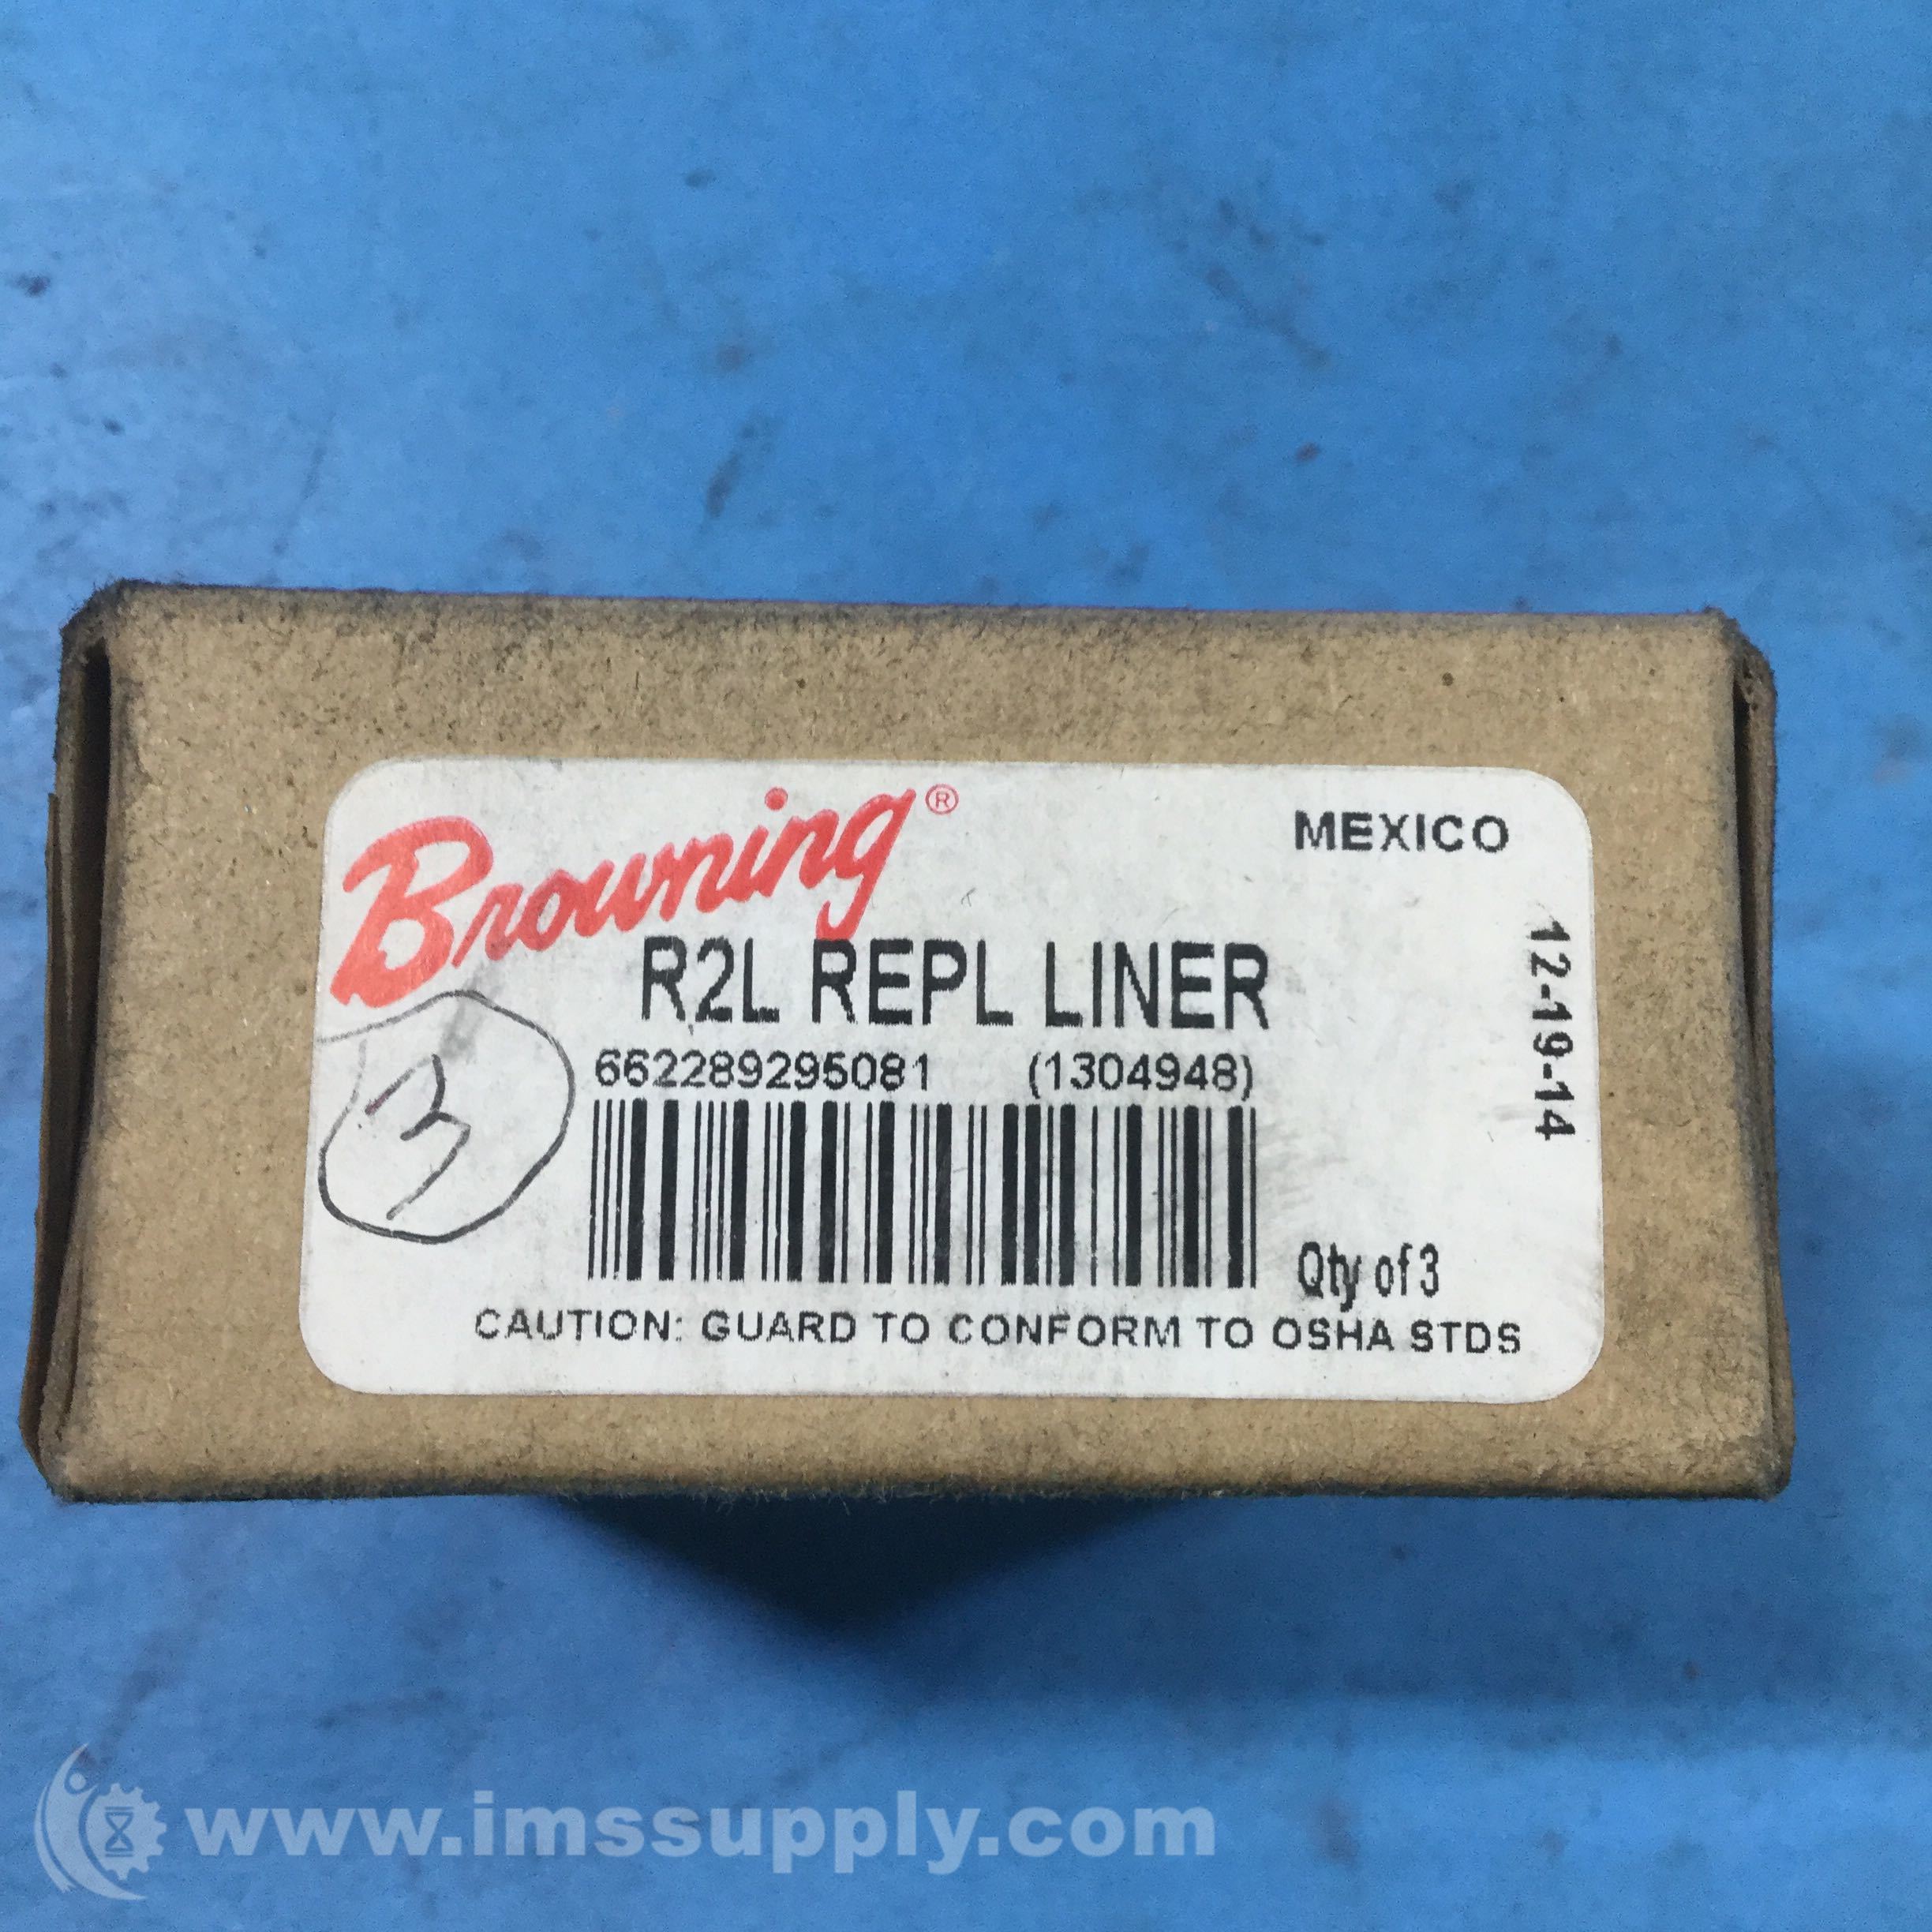 Browning®
MEXICO
R2L REPL LINER
12-19-14
3
662289295081 (1304948)
Qty of 3
CAUTION: GUARD TO CONFORM TO OSHA STDS
www.imssupply.com